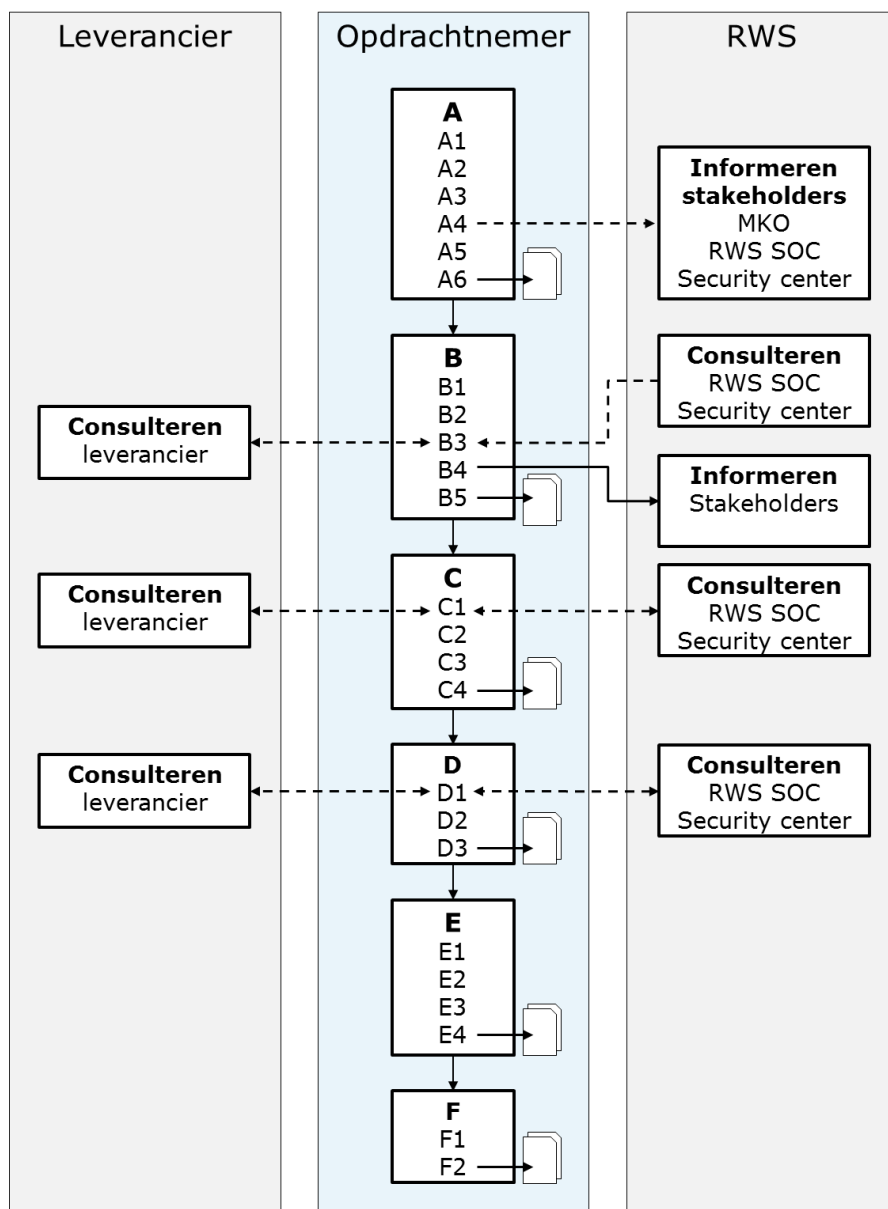 Leverancier
Opdrachtnemer
RWS
A
A1
A2
A3
A4
A5
A6
Informeren
stakeholders
MKO
RWS SOC
Security center
B
B1
B2
B3
B4
B5
Consulteren
leverancier
Consulteren
RWS SOC
Security center
Informeren
Stakeholders
C
C1
C2
C3
C4
Consulteren
leverancier
Consulteren
RWS SOC
Security center
D
D1
D2
D3
Consulteren
leverancier
Consulteren
RWS SOC
Security center
E
E1
E2
E3
E4
F
F1
F2